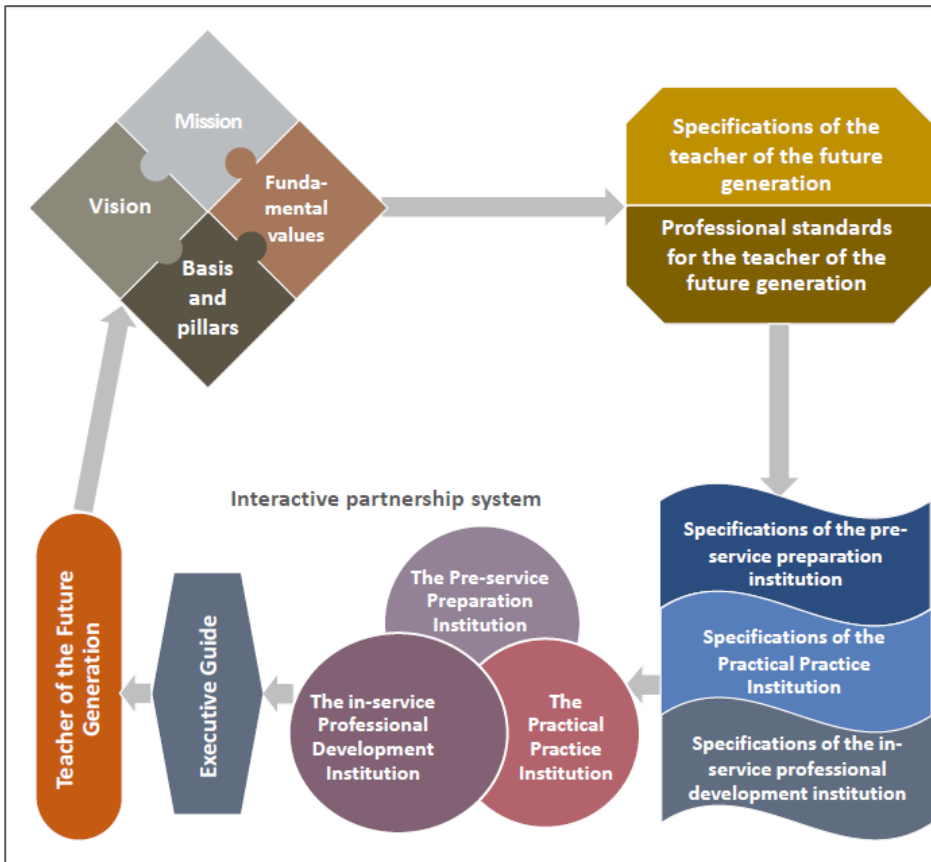 Mission
Vision
Funda-
mental
values
Basis
and
pillars
Specifications of the
teacher of the future
generation
Professional standards
for the teacher of the
future generation
Specifications of the pre-
service preparation
institution
Specifications of the
Practical Practice
Institution
Specifications of the in-
service professional
development institution
Interactive partnership system
The Pre-service
Preparation
Institution
The
Practical
Practice
Institution
The in-service
Professional
Development
Institution
Executive Guide
Teacher of the Future
Generation